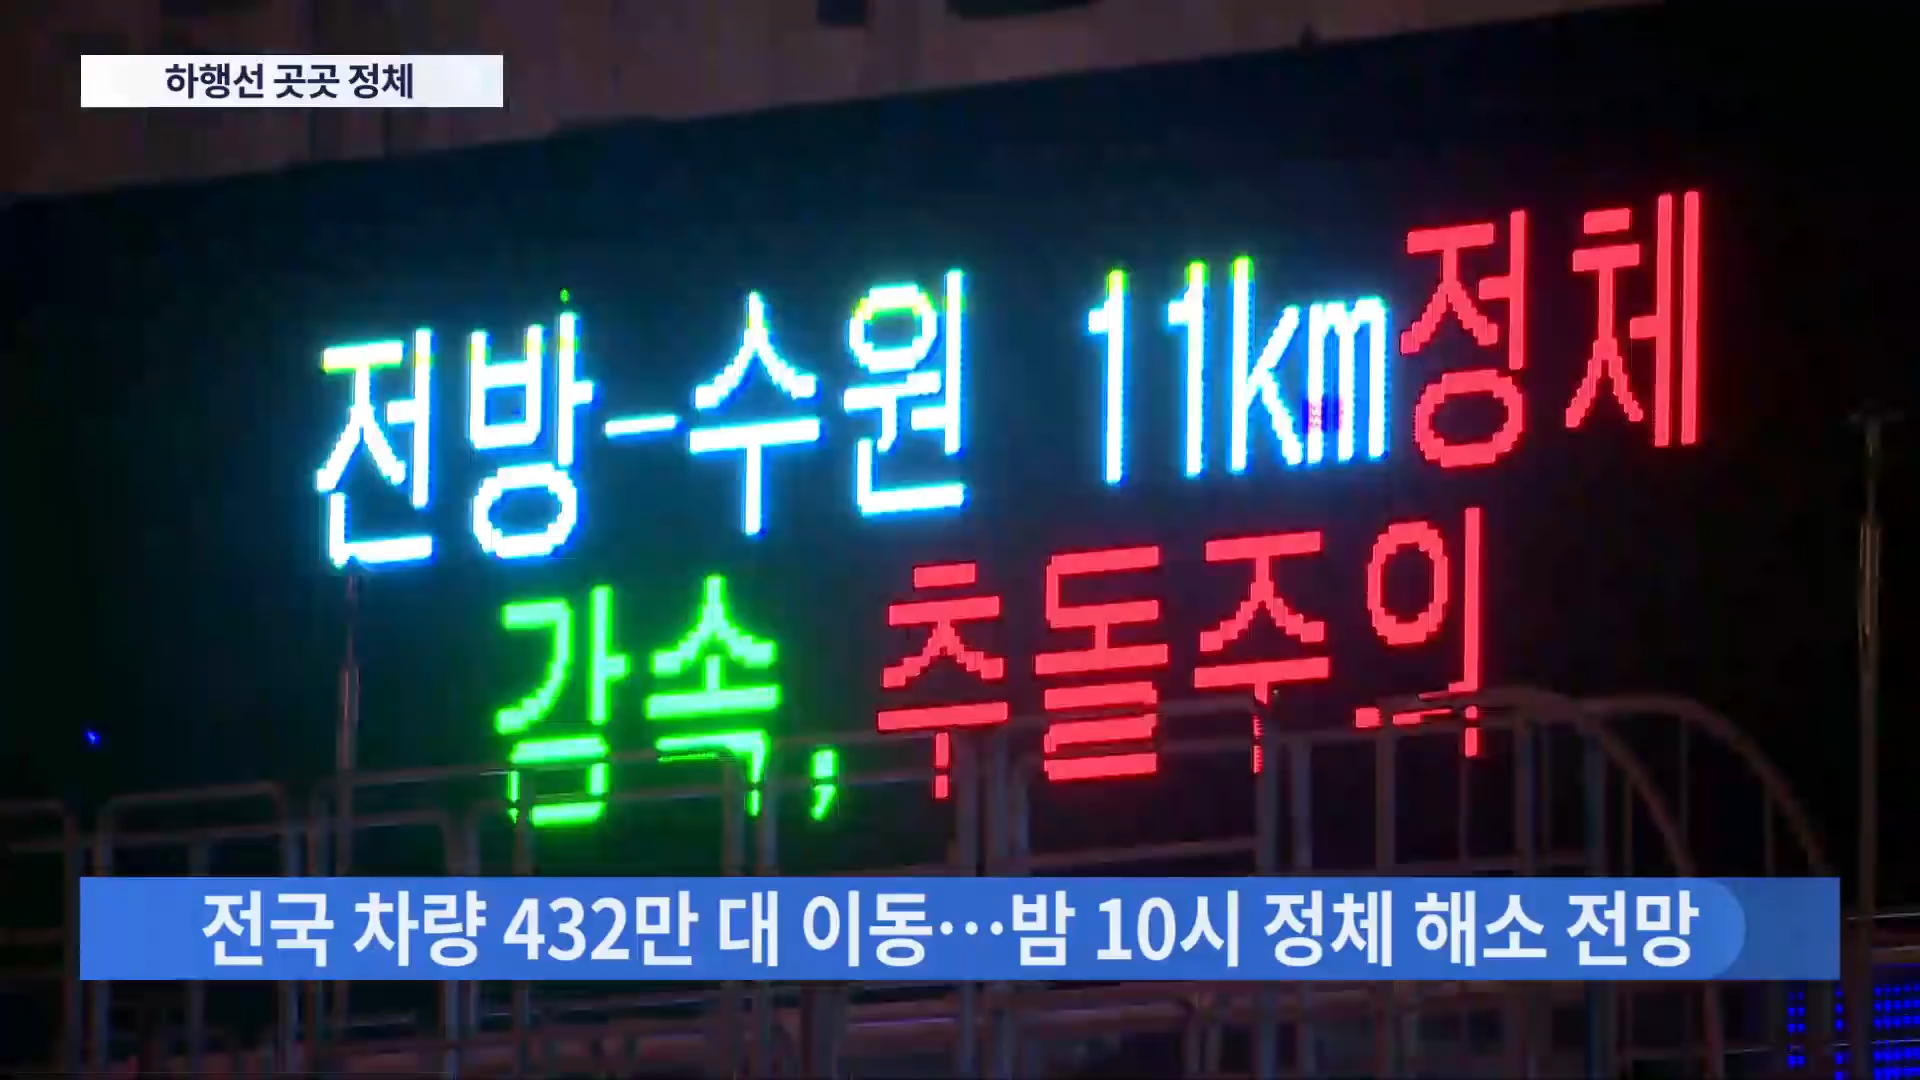 하행선 곳곳 정체
전방-수원 11km정체
감속, 추돌주의
전국 차량 432만 대 이동…밤 10시 정체 해소 전망